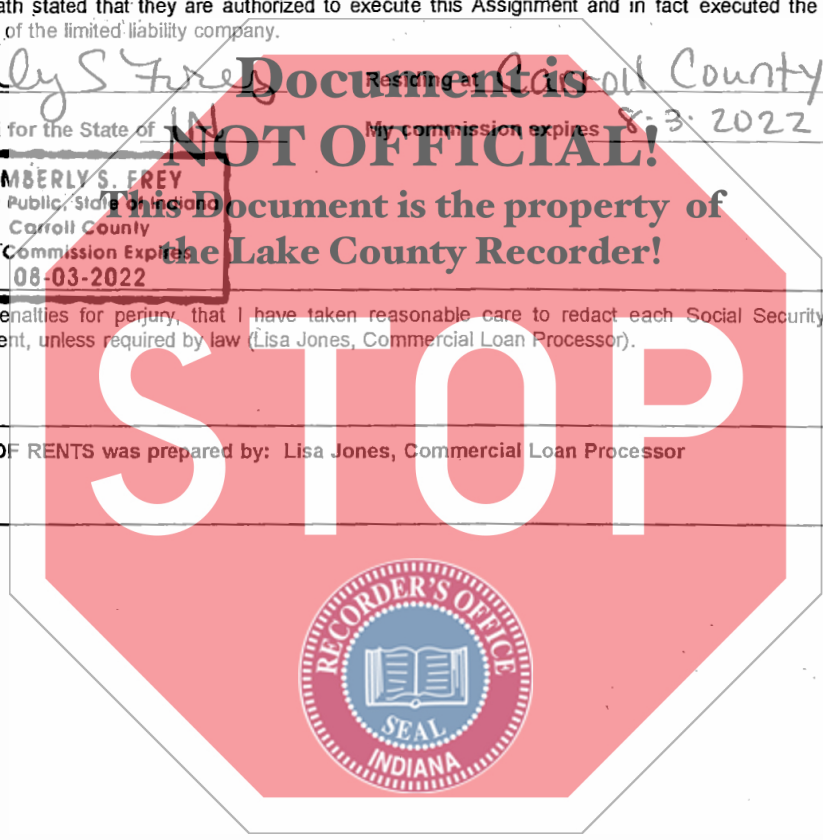 ath stated that they are authorized to execute this Assignment and in fact executed the
of the limited liability company.
ly S Frey Residing at Carroll County
for the State of IN My commission expires 8-3-2022
Document is
NOT OFFICIAL!
This Document is the property of
the Lake County Recorder!
MBERLY S. FREY
Public, State of Indiana
Carroll County
Commission Expires
08-03-2022
enalties for perjury, that I have taken reasonable care to redact each Social Security
ent, unless required by law (Lisa Jones, Commercial Loan Processor).
STOP
OF RENTS was prepared by: Lisa Jones, Commercial Loan Processor
RECORDER'S OFFICE
SEAL
INDIANA